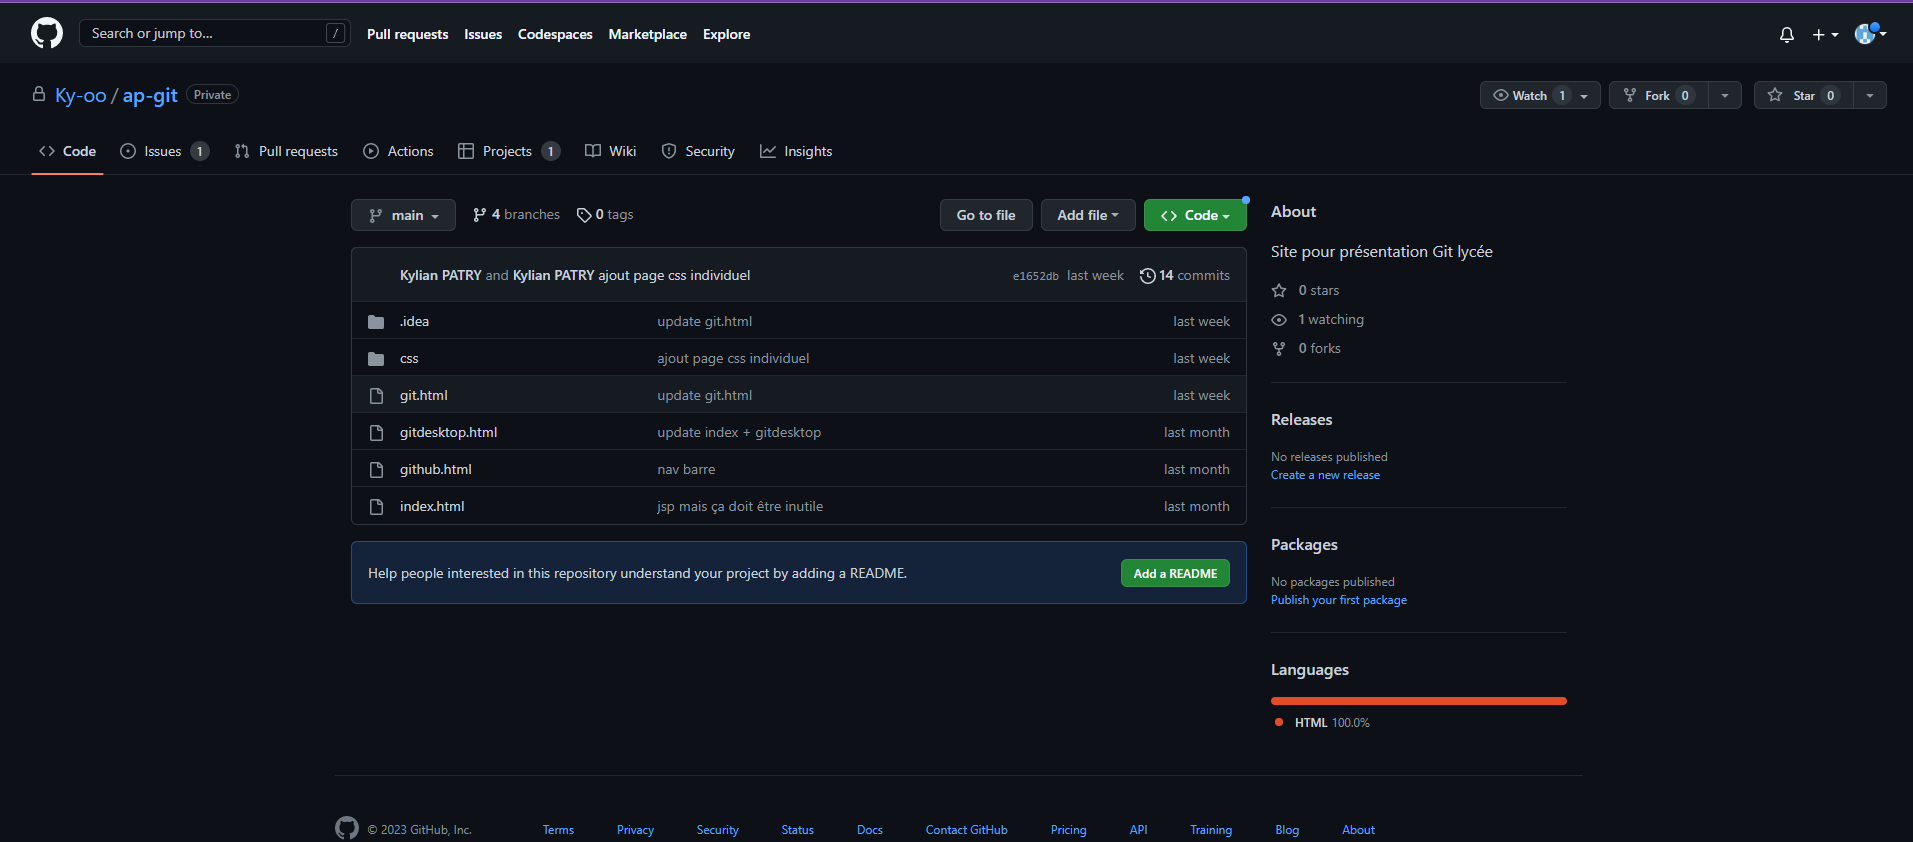 Search or jump to... / Pull requests Issues Codespaces Marketplace Explore
Ky-oo / ap-git Private Watch 1 Fork 0 Star 0
Code Issues 1 Pull requests Actions Projects 1 Wiki Security Insights
main 4 branches 0 tags Go to file Add file Code
Kylian PATRY and Kylian PATRY ajout page css individuel e1652db last week 14 commits
.idea update git.html last week
css ajout page css individuel last week
git.html update git.html last week
gitdesktop.html update index + gitdesktop last month
github.html nav barre last month
index.html jsp mais ça doit être inutile last month
Help people interested in this repository understand your project by adding a README. Add a README
About
Site pour présentation Git lycée
0 stars
1 watching
0 forks
Releases
No releases published
Create a new release
Packages
No packages published
Publish your first package
Languages
HTML 100.0%
© 2023 GitHub, Inc. Terms Privacy Security Status Docs Contact GitHub Pricing API Training Blog About